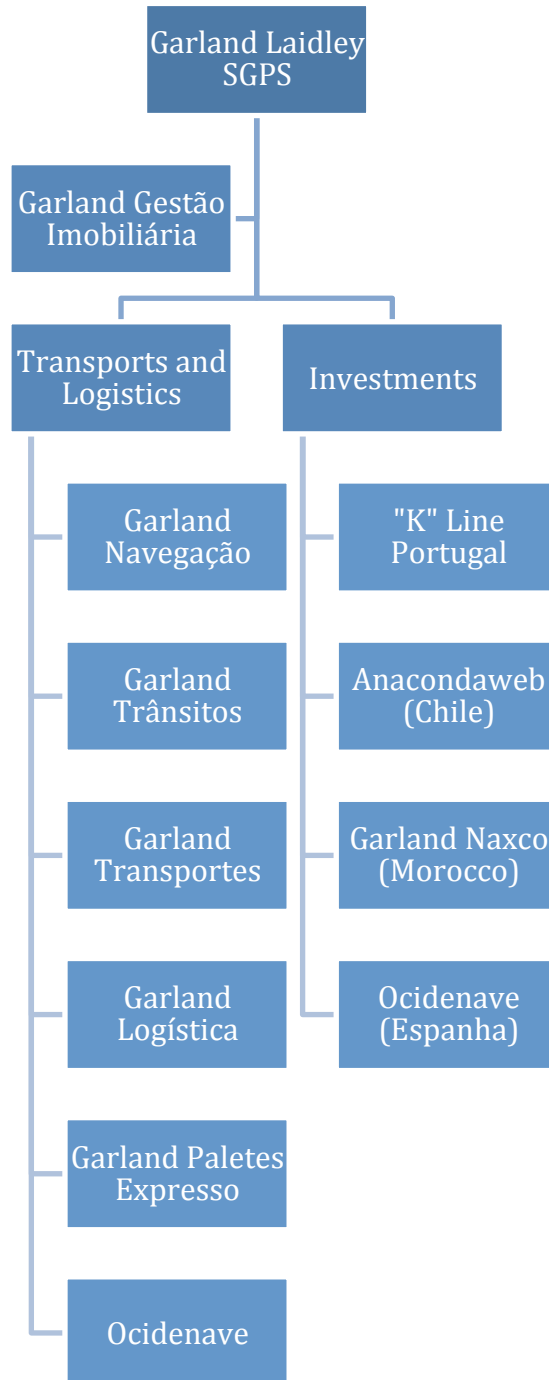 Garland Laidley
SGPS
Garland Gestão
Imobiliária
Transports and
Logistics
Investments
Garland
Navegação
Garland
Trânsitos
Garland
Transportes
Garland
Logística
Garland Paletes
Expresso
Ocidenave
"K" Line
Portugal
Anacondaweb
(Chile)
Garland Naxco
(Morocco)
Ocidenave
(Espanha)